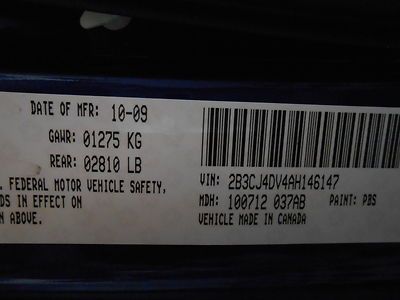 DATE OF MFR: 10-09
GAWR: 01275 KG
REAR: 02810 LB
. FEDERAL MOTOR VEHICLE SAFETY,
DS IN EFFECT ON
N ABOVE.
VIN: 2B3CJ4DV4AH146147
MDH: 100712 037AB PAINT: PBS
VEHICLE MADE IN CANADA